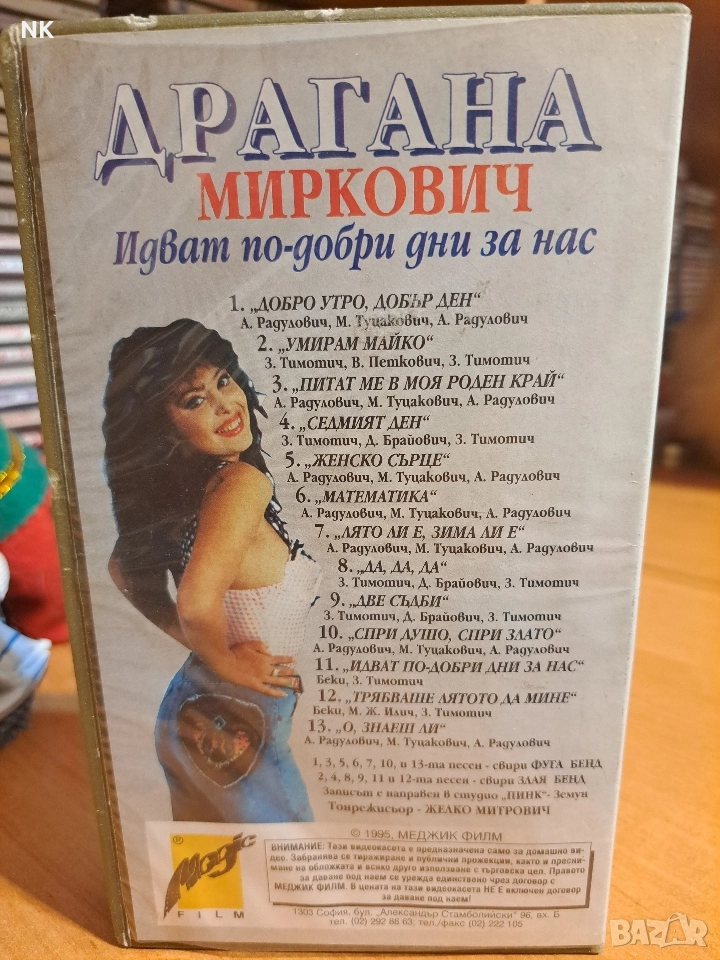 NK
ДРАГАНА
МИРКОВИЧ
Идват по-добри дни за нас
1. „ДОБРО УТРО, ДОБЪР ДЕН“
А. Радулович, М. Туцакович, А. Радулович
2. „УМИРАМ МАЙКО“
З. Тимотич, В. Петкович, З. Тимотич
3. „ПИТАТ МЕ В МОЯ РОДЕН КРАЙ“
А. Радулович, М. Туцакович, А. Радулович
4. „СЕДМИЯТ ДЕН“
З. Тимотич, Д. Брайович, З. Тимотич
5. „ЖЕНСКО СЪРЦЕ“
А. Радулович, М. Туцакович, А. Радулович
6. „МАТЕМАТИКА“
А. Радулович, М. Туцакович, А. Радулович
7. „ЛЯТО ЛИ Е, ЗИМА ЛИ Е“
А. Радулович, М. Туцакович, А. Радулович
8. „ДА, ДА, ДА“
З. Тимотич, Д. Брайович, З. Тимотич
9. „ДВЕ СЪДБИ“
З. Тимотич, Д. Брайович, З. Тимотич
10. „СПРИ ДУШО, СПРИ ЗЛАТО“
А. Радулович, М. Туцакович, А. Радулович
11. „ИДВАТ ПО-ДОБРИ ДНИ ЗА НАС“
Беки, З. Тимотич
12. „ТРЯБВАШЕ ЛЯТОТО ДА МИНЕ“
Беки, М. Ж. Илич, З. Тимотич
13. „О, ЗНАЕШ ЛИ“
А. Радулович, М. Туцакович, А. Радулович
1, 3, 5, 6, 7, 10, и 13-та песен - свири ФУГА БЕНД
2, 4, 8, 9, 11 и 12-та песен - свири ЗЛАЯ БЕНД
Записът е направен в студио „ПИНК“- Земун
Тонрежисьор - ЖЕЛКО МИТРОВИЧ
© 1995, МЕДЖИК ФИЛМ
ВНИМАНИЕ: Тази видеокасета е предназначена само за домашно ви-
део. Забранява се тиражиране и публични прожекции, както и пресни-
мане на обложката и всяко друго използване с търговска цел. Правото
за даване под наем се урежда единствено чрез договор с
МЕДЖИК ФИЛМ. В цената на тази видеокасета НЕ Е включен договор
за даване под наем!
® Magic
FILM
1303 София, бул. „Александър Стамболийски“ 96, вх. Б
тел. (02) 292 88 63; тел./факс (02) 222 105
BAZAR